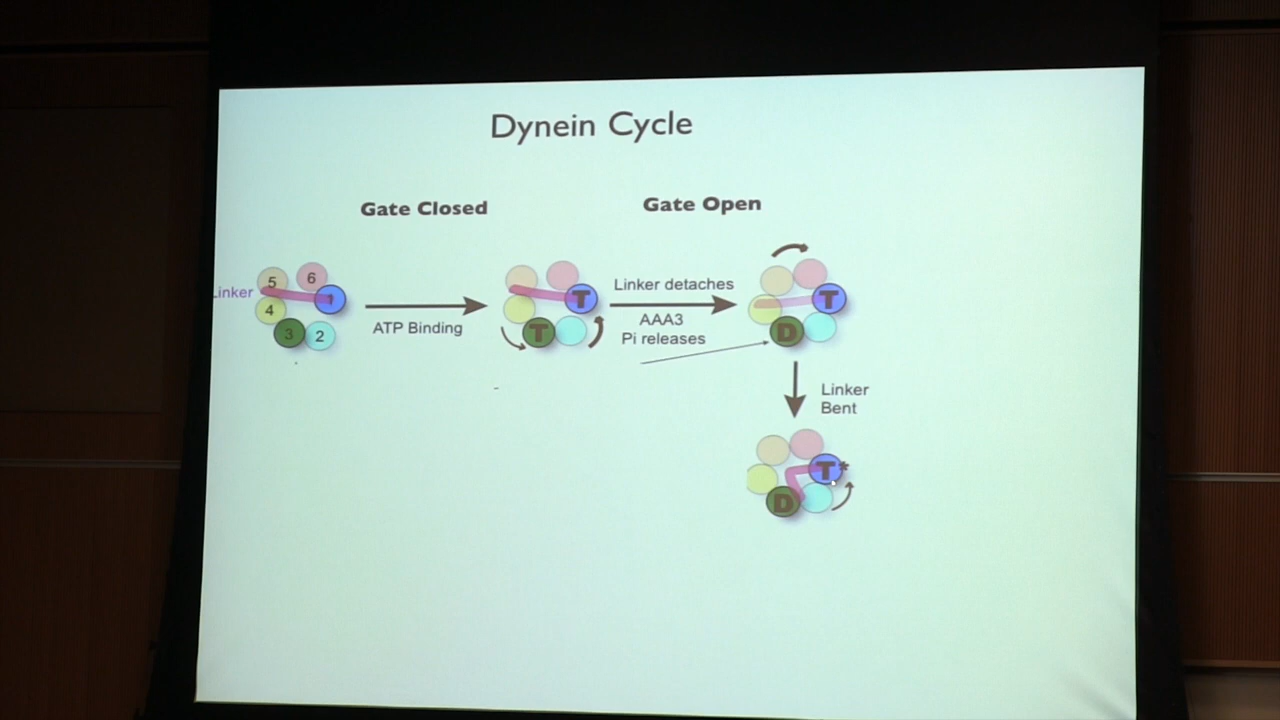 Dynein Cycle
Gate Closed
Gate Open
Linker
5
6
4
3
2
1
ATP Binding
T
T
Linker detaches
AAA3
Pi releases
T
D
Linker
Bent
T*
D